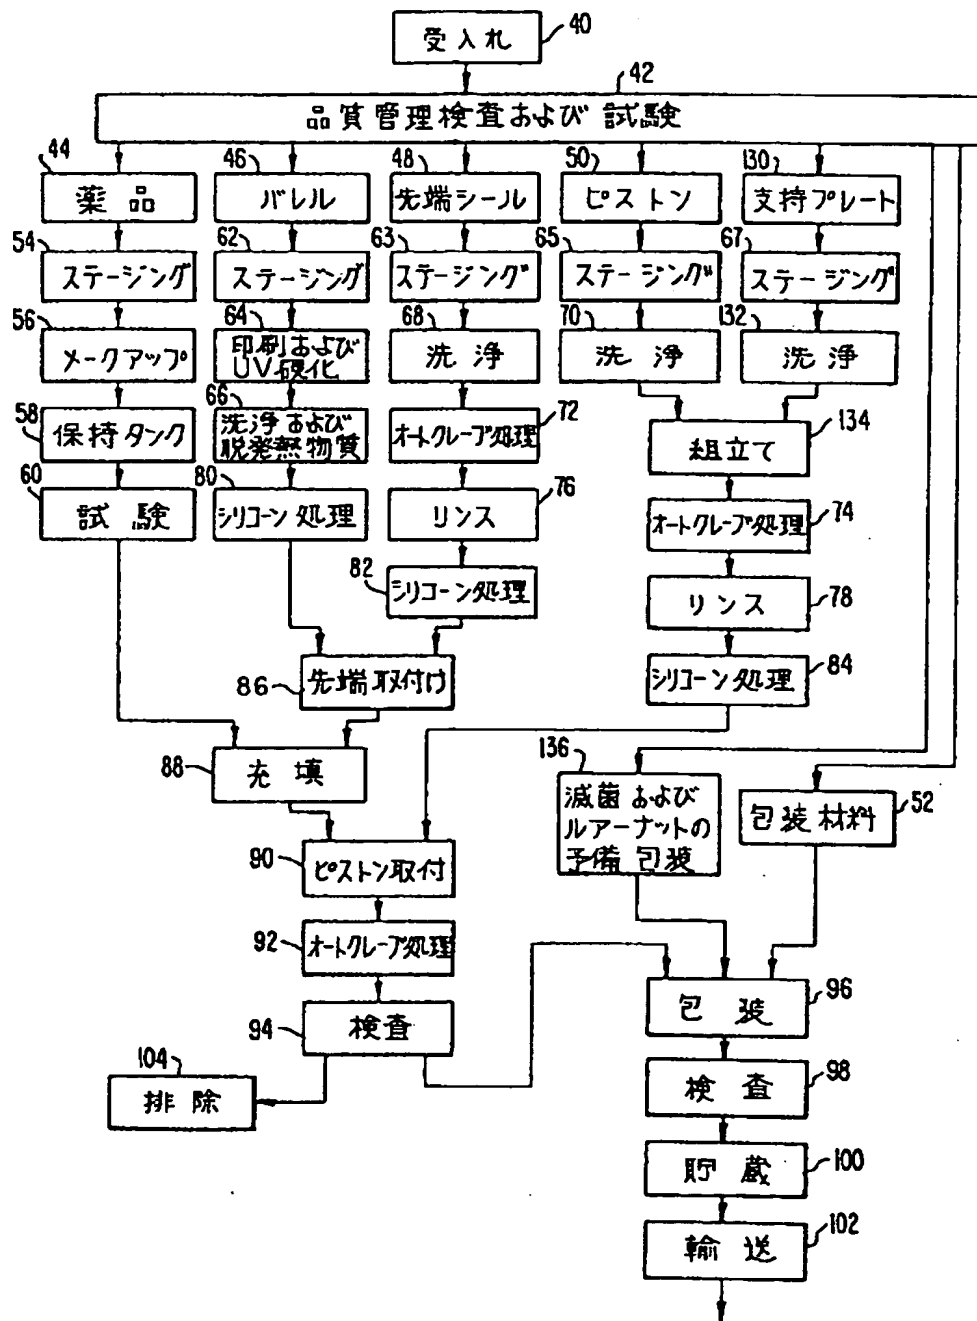 受入れ
40
42
品質管理検査および試験
44
46
48
50
130
薬品
バレル
先端シール
ピストン
支持プレート
54
62
63
65
67
ステージング
ステージング
ステージング
ステージング
ステージング
56
64
68
70
132
メークアップ
印刷および
UV硬化
洗浄
洗浄
洗浄
58
66
72
134
保持タンク
洗浄および
脱発熱物質
オートクレーブ処理
組立て
60
80
76
74
試験
シリコーン処理
リンス
オートクレーブ処理
82
シリコーン処理
リンス
78
86
先端取付け
シリコーン処理
84
88
充填
136
滅菌および
ルアーナットの
予備包装
包装材料
52
90
ピストン取付
92
オートクレーブ処理
94
検査
包装
96
104
排除
検査
98
貯蔵
100
輸送
102